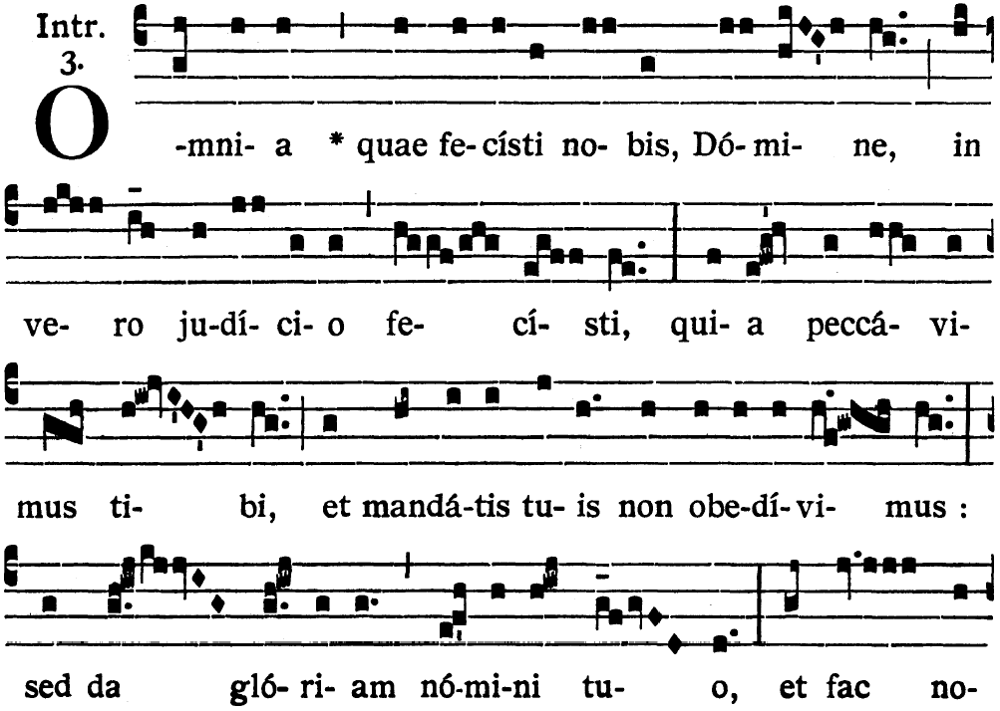 Intr.
3.
O-mni- a * quae fe-císti no- bis, Dó-mi- ne, in
ve- ro ju-dí- ci- o fe- cí- sti, qui- a peccá- vi-
mus ti- bi, et mandá-tis tu- is non obe-dí-vi- mus :
sed da gló- ri- am nó-mi-ni tu- o, et fac no-